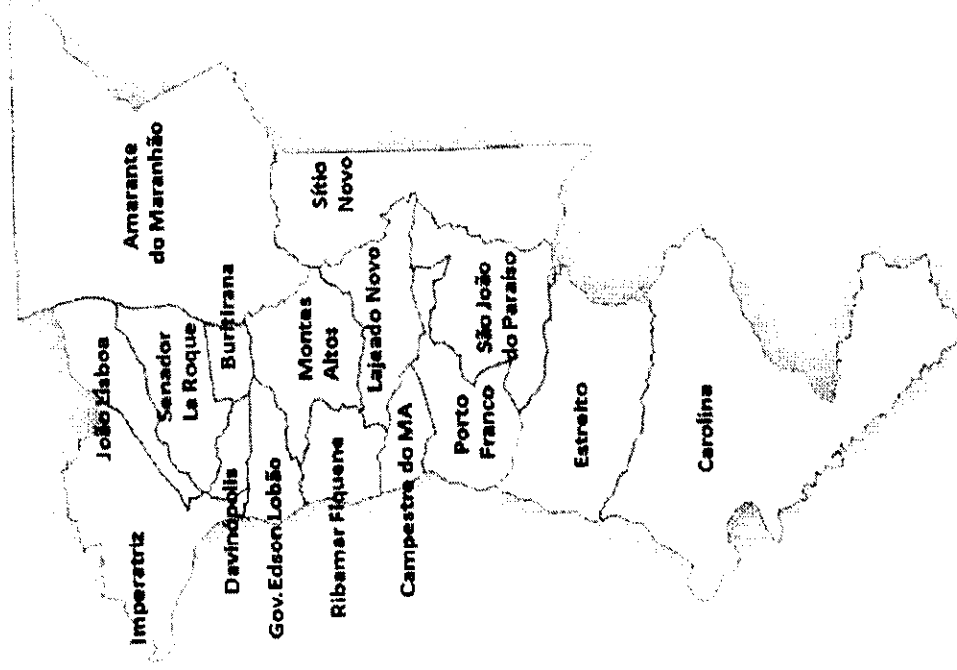 Imperatriz
João Lisboa
Senador
La Roque
Amarante
do Maranhão
Davinópolis
Buritirana
Gov. Edson Lobão
Montes
Altos
Sítio
Novo
Ribamar Fiquene
Lajeado Novo
Campestre do MA
Porto
Franco
São João
do Paraíso
Estreito
Carolina